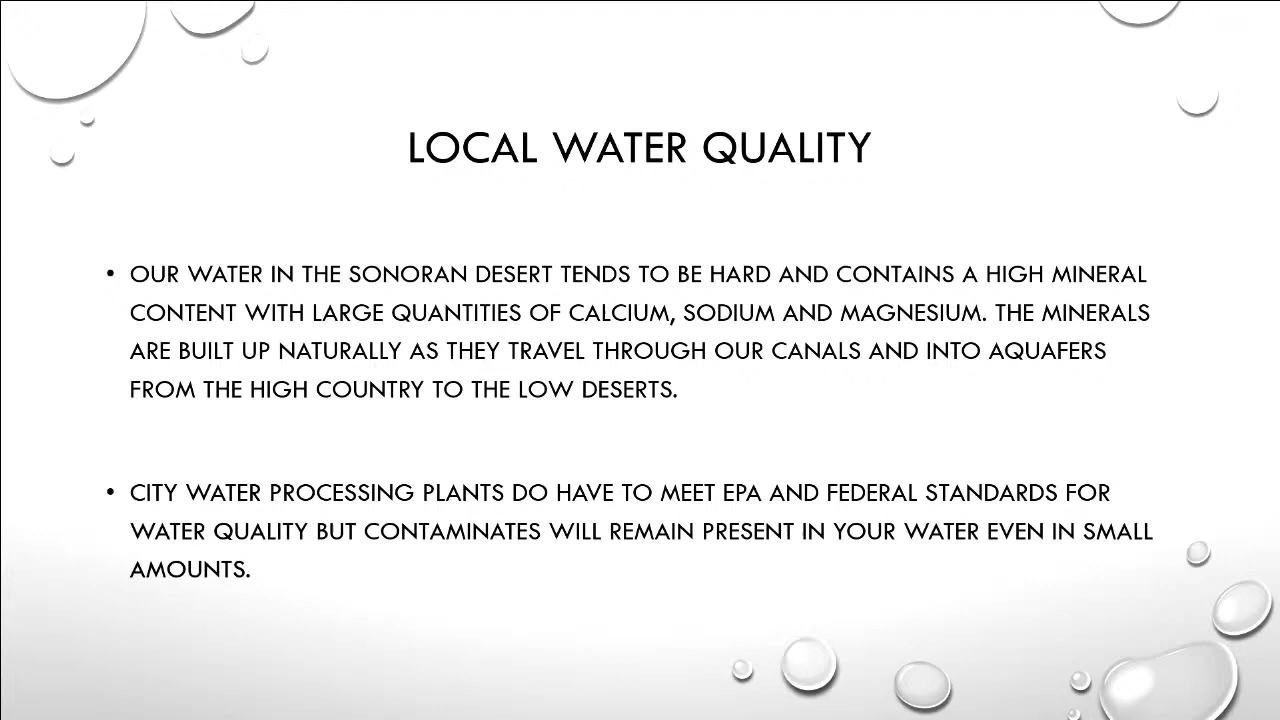 LOCAL WATER QUALITY
• OUR WATER IN THE SONORAN DESERT TENDS TO BE HARD AND CONTAINS A HIGH MINERAL
CONTENT WITH LARGE QUANTITIES OF CALCIUM, SODIUM AND MAGNESIUM. THE MINERALS
ARE BUILT UP NATURALLY AS THEY TRAVEL THROUGH OUR CANALS AND INTO AQUAFERS
FROM THE HIGH COUNTRY TO THE LOW DESERTS.
• CITY WATER PROCESSING PLANTS DO HAVE TO MEET EPA AND FEDERAL STANDARDS FOR
WATER QUALITY BUT CONTAMINATES WILL REMAIN PRESENT IN YOUR WATER EVEN IN SMALL
AMOUNTS.